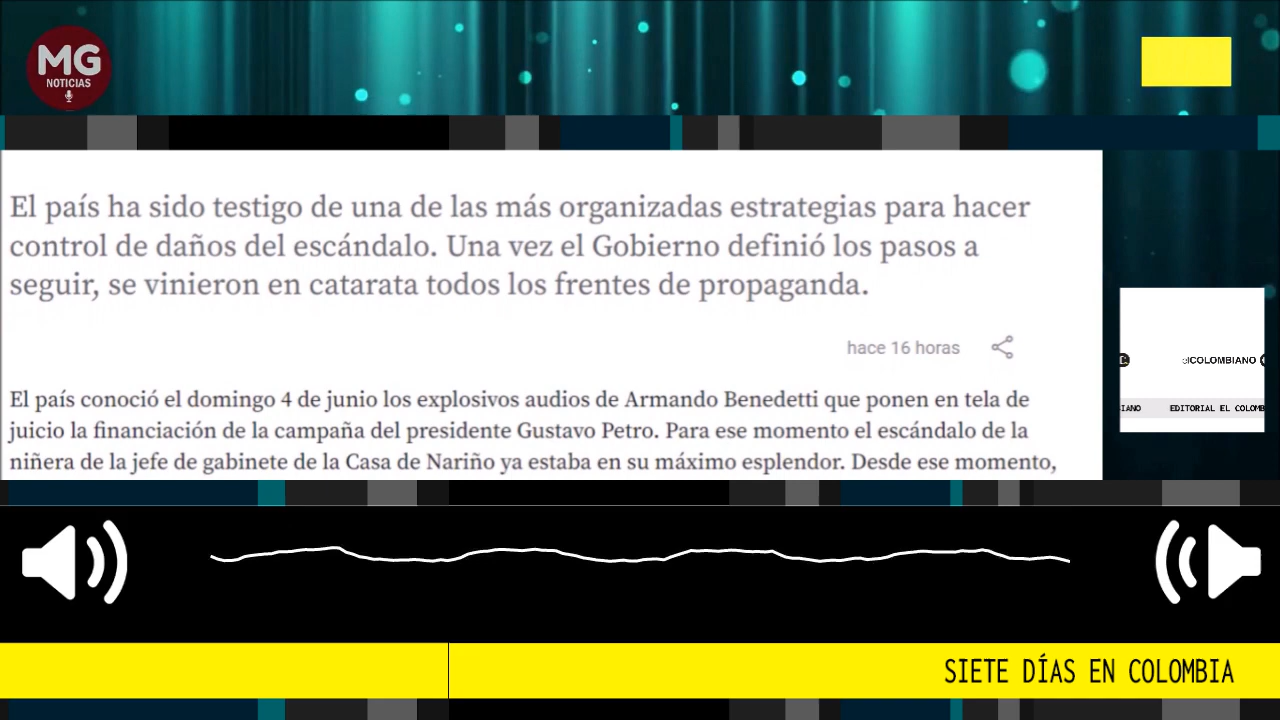 MG
NOTICIAS
El país ha sido testigo de una de las más organizadas estrategias para hacer
control de daños del escándalo. Una vez el Gobierno definió los pasos a
seguir, se vinieron en catarata todos los frentes de propaganda.
hace 16 horas
El país conoció el domingo 4 de junio los explosivos audios de Armando Benedetti que ponen en tela de
juicio la financiación de la campaña del presidente Gustavo Petro. Para ese momento el escándalo de la
niñera de la jefe de gabinete de la Casa de Nariño ya estaba en su máximo esplendor. Desde ese momento,
elCOLOMBIANO
IANO EDITORIAL EL COLOMB
SIETE DÍAS EN COLOMBIA